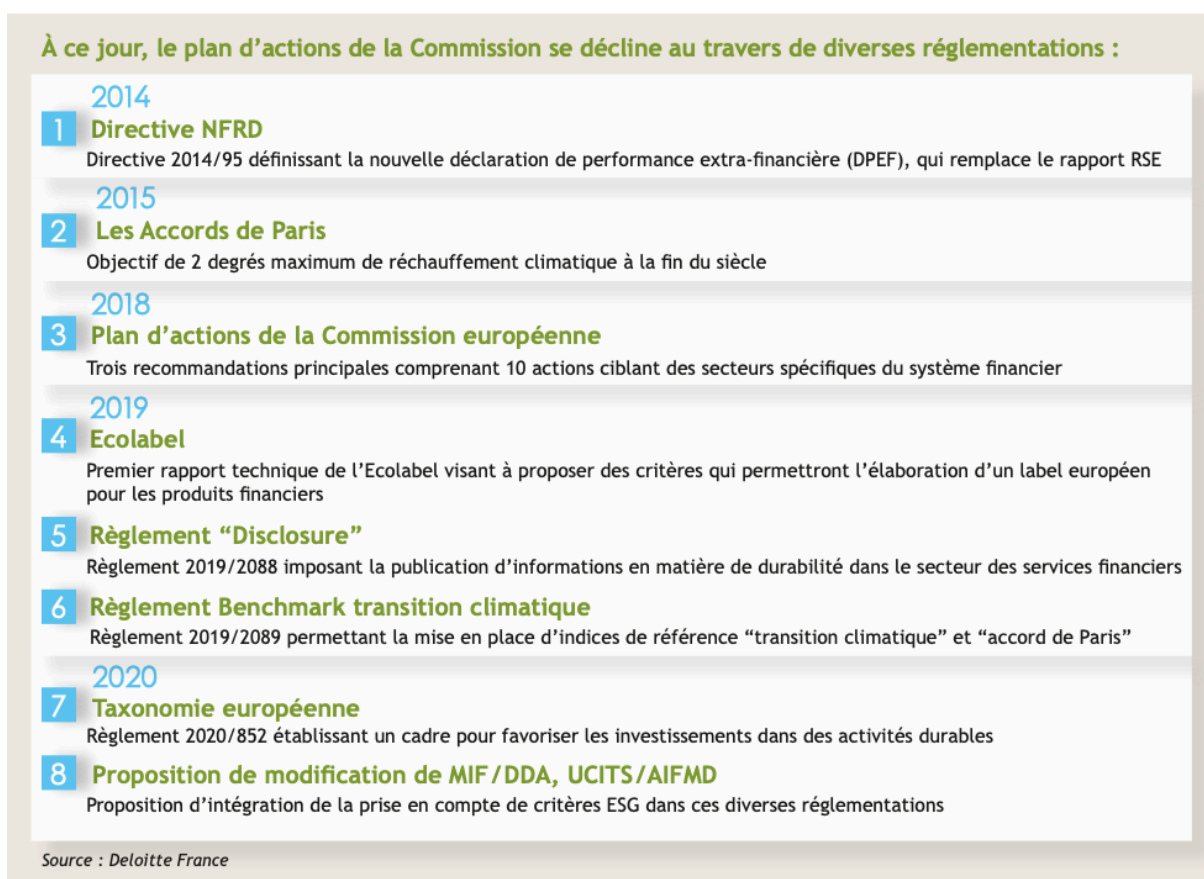 À ce jour, le plan d’actions de la Commission se décline au travers de diverses réglementations :
2014
1 Directive NFRD
Directive 2014/95 définissant la nouvelle déclaration de performance extra-financière (DPEF), qui remplace le rapport RSE
2015
2 Les Accords de Paris
Objectif de 2 degrés maximum de réchauffement climatique à la fin du siècle
2018
3 Plan d’actions de la Commission européenne
Trois recommandations principales comprenant 10 actions ciblant des secteurs spécifiques du système financier
2019
4 Ecolabel
Premier rapport technique de l’Ecolabel visant à proposer des critères qui permettront l’élaboration d’un label européen
pour les produits financiers
5 Règlement “Disclosure”
Règlement 2019/2088 imposant la publication d’informations en matière de durabilité dans le secteur des services financiers
6 Règlement Benchmark transition climatique
Règlement 2019/2089 permettant la mise en place d’indices de référence “transition climatique” et “accord de Paris”
2020
7 Taxonomie européenne
Règlement 2020/852 établissant un cadre pour favoriser les investissements dans des activités durables
8 Proposition de modification de MIF/DDA, UCITS/AIFMD
Proposition d’intégration de la prise en compte de critères ESG dans ces diverses réglementations
Source : Deloitte France